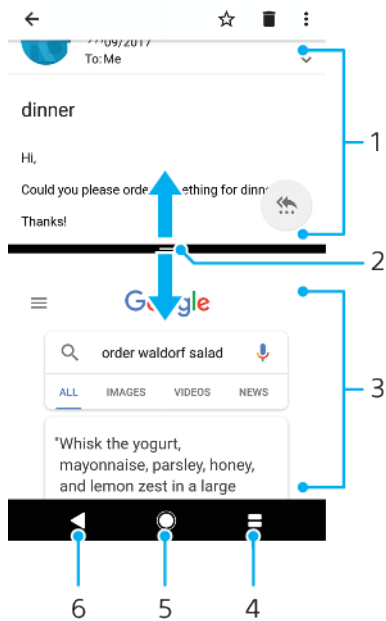 09/2017
To: Me
dinner
Hi,
Could you please order something for dinn
Thanks!
1
2
Google
3
order waldorf salad
ALL IMAGES VIDEOS NEWS
"Whisk the yogurt,
mayonnaise, parsley, honey,
and lemon zest in a large
6 5 4